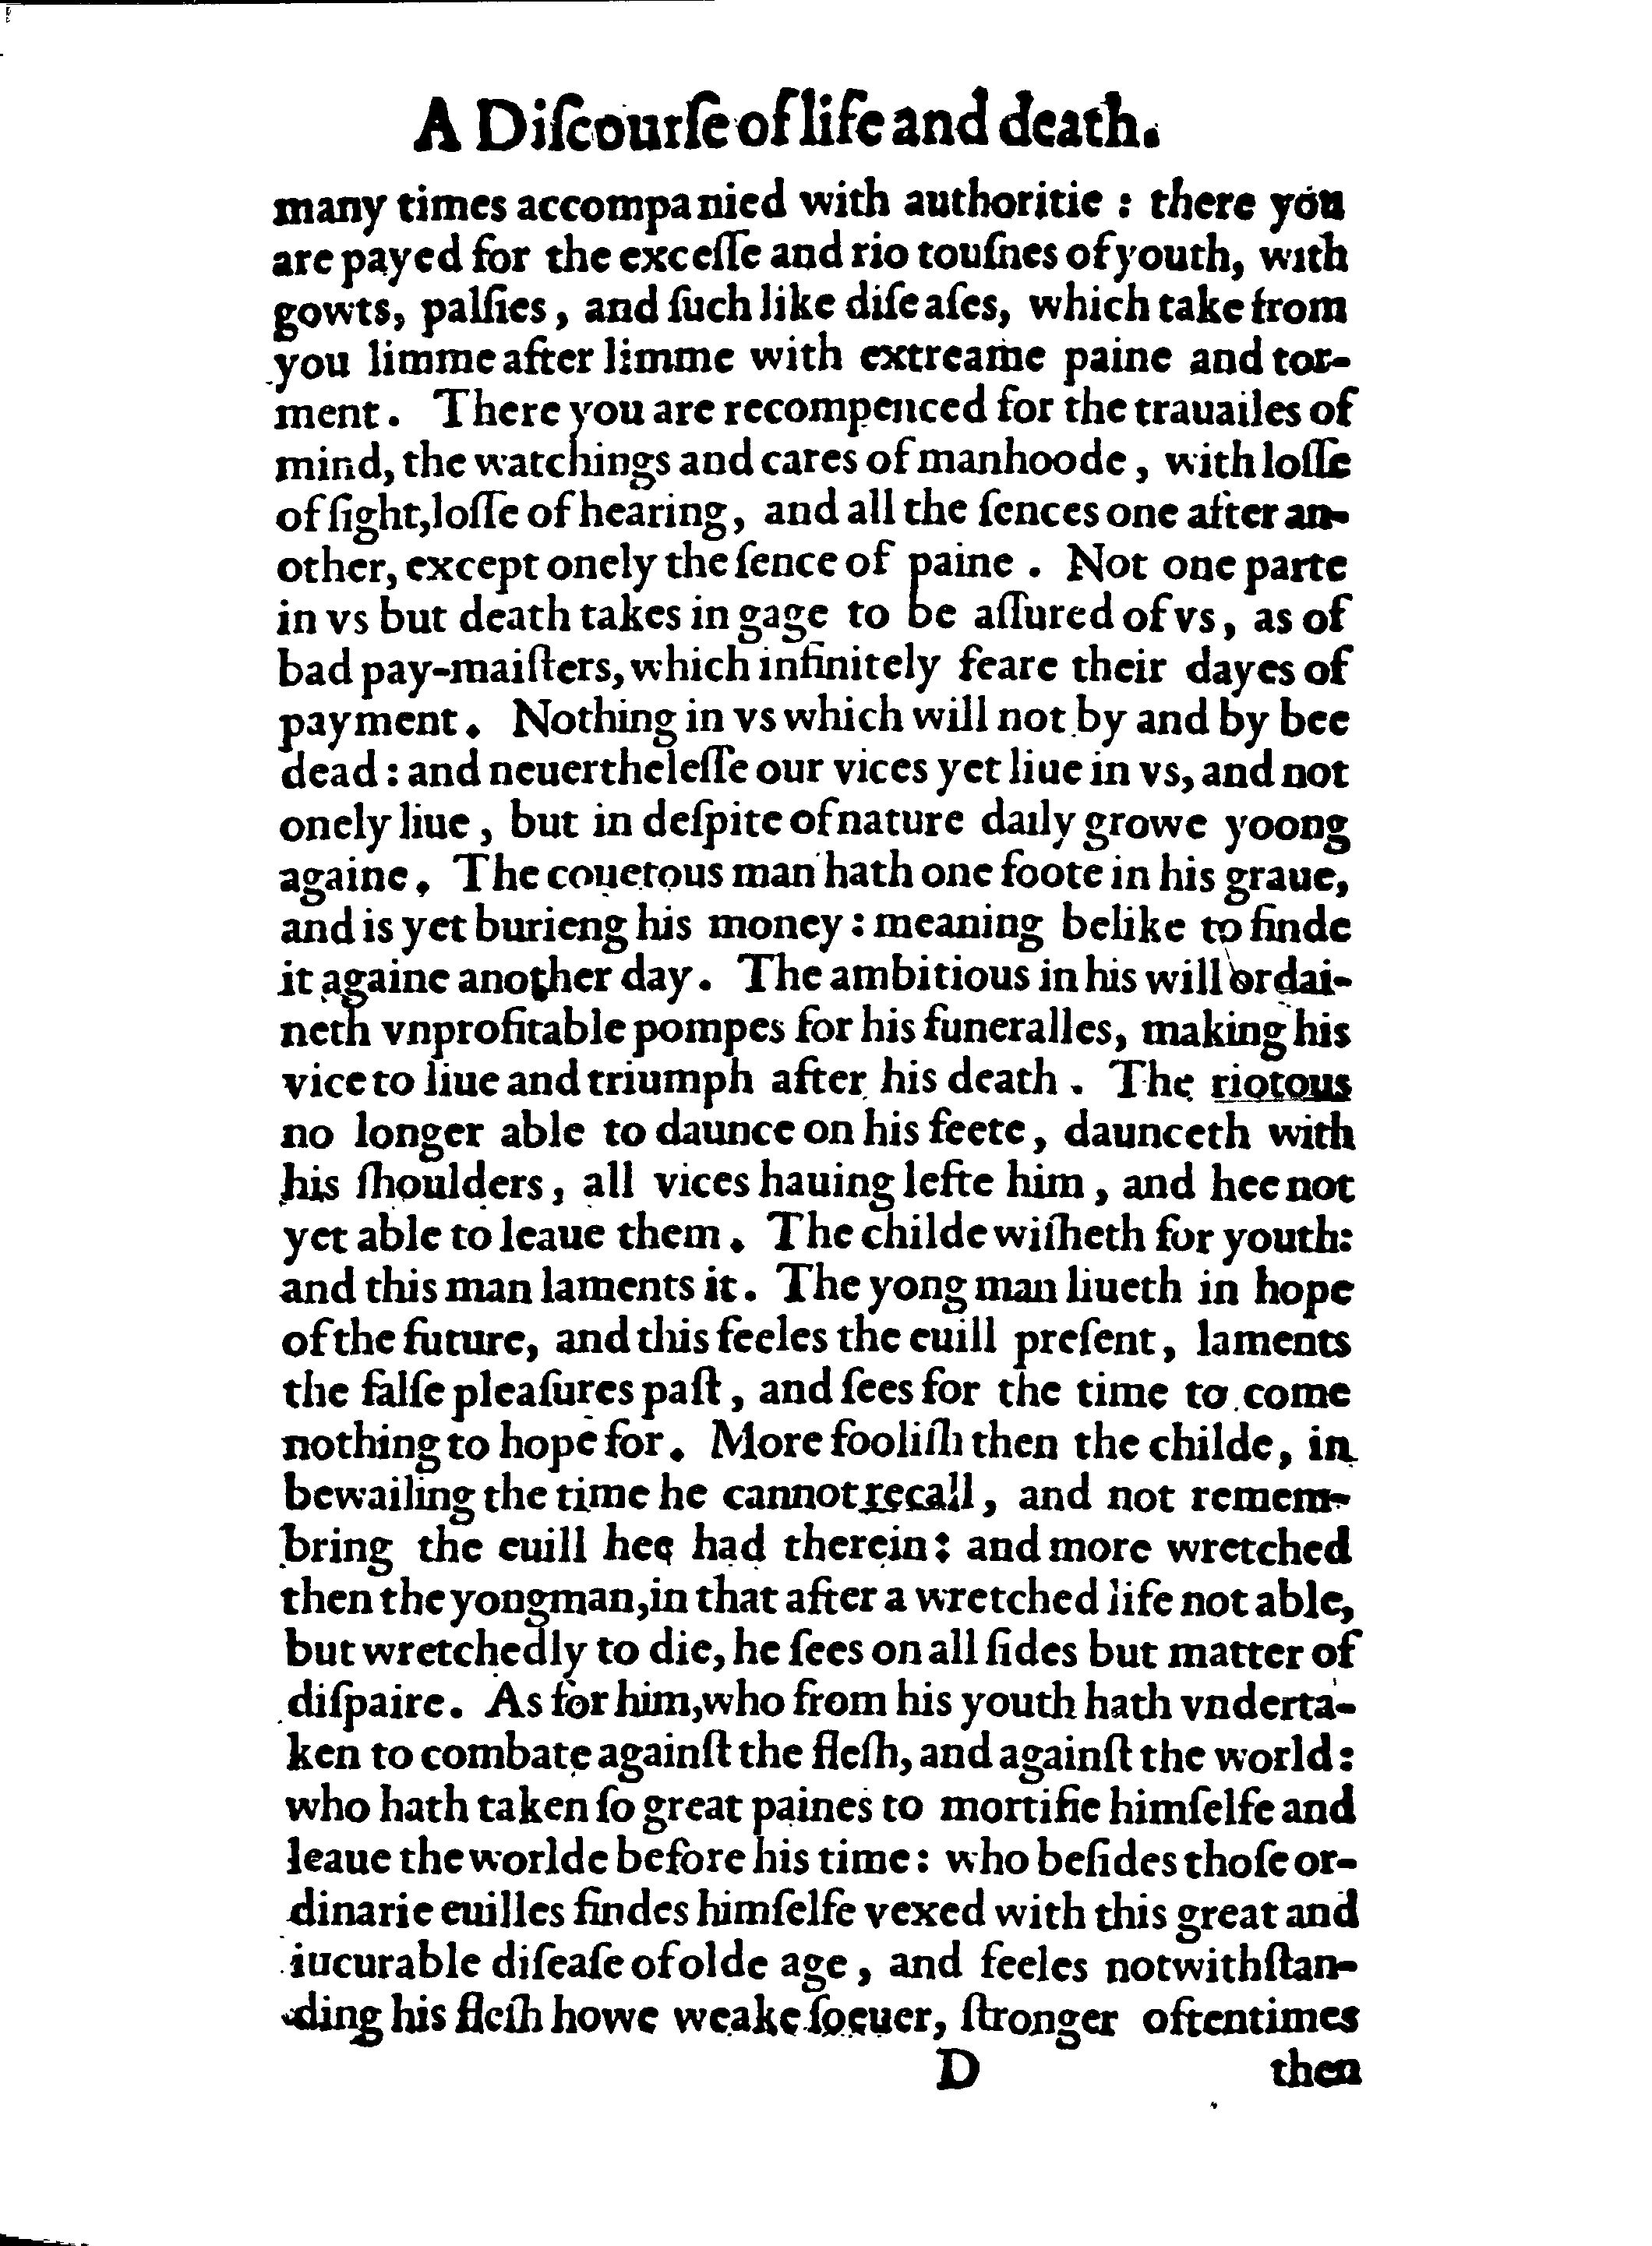 A Diſcourſe of life and death.
many times accompanied with authoritie : there you
are payed for the exceſſe and rio touſnes of youth, with
gowts, palſies, and ſuch like diſeaſes, which take from
you limme after limme with extreame paine and tor-
ment. There you are recompenced for the trauailes of
mind, the watchings and cares of manhoode, with loſſe
of ſight, loſſe of hearing, and all the ſences one after an-
other, except onely the ſence of paine. Not one parte
in vs but death takes in gage to be aſſured of vs, as of
bad pay-maiſters, which infinitely feare their dayes of
payment. Nothing in vs which will not by and by bee
dead : and neuertheleſſe our vices yet liue in vs, and not
onely liue, but in deſpite of nature daily growe yoong
againe. The couetous man hath one foote in his graue,
and is yet burieng his money : meaning belike to finde
it againe another day. The ambitious in his will ordai-
neth vnprofitable pompes for his funeralles, making his
vice to liue and triumph after his death. The riotous
no longer able to daunce on his feete, daunceth with
his ſhoulders, all vices hauing lefte him, and hee not
yet able to leaue them. The childe wiſheth for youth:
and this man laments it. The yong man liueth in hope
of the future, and this feeles the euill preſent, laments
the falſe pleaſures paſt, and ſees for the time to come
nothing to hope for. More fooliſh then the childe, in
bewailing the time he cannot recall, and not remem-
bring the euill hee had therein : and more wretched
then the yongman, in that after a wretched life not able,
but wretchedly to die, he ſees on all ſides but matter of
diſpaire. As for him, who from his youth hath vnderta-
ken to combate againſt the fleſh, and againſt the world:
who hath taken ſo great paines to mortifie himſelfe and
leaue the worlde before his time : who beſides thoſe or-
dinarie euilles findes himſelfe vexed with this great and
iucurable diſeaſe of olde age, and feeles notwithſtan-
ding his fleſh howe weake ſoeuer, ſtronger oftentimes
D then